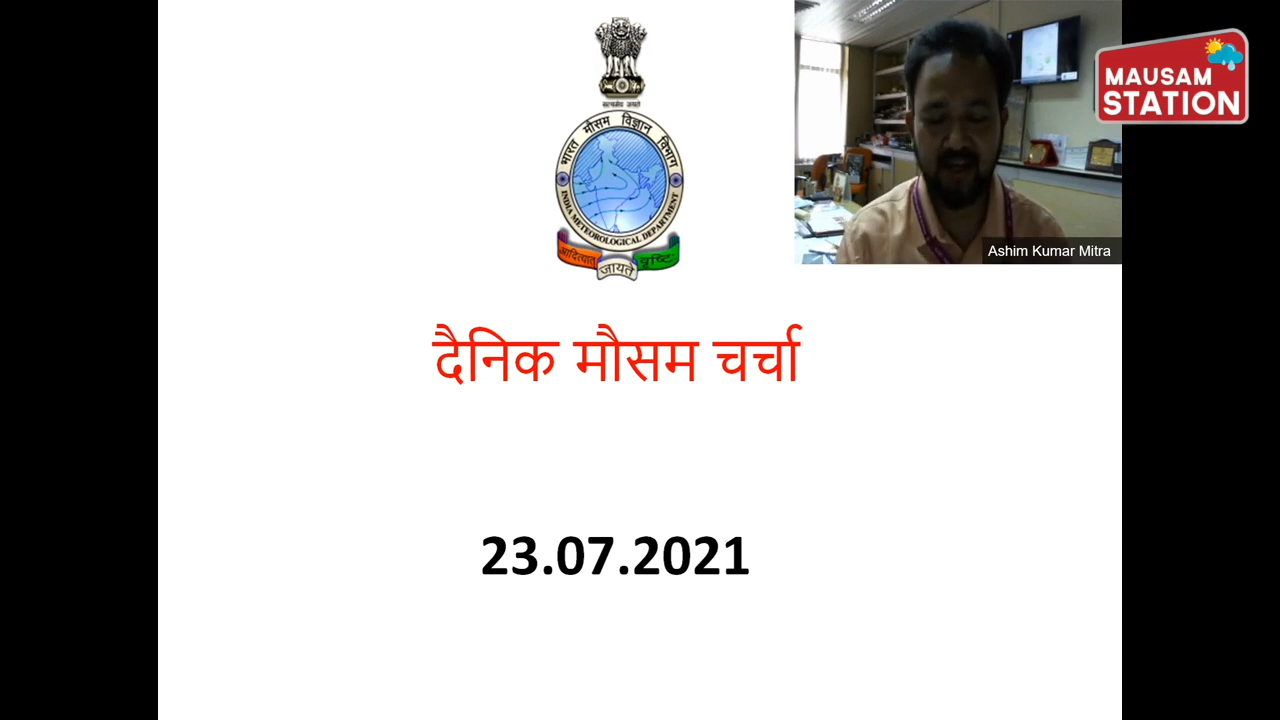 सत्यमेव जयते
भारत मौसम विज्ञान विभाग
INDIA METEOROLOGICAL DEPARTMENT
आदित्यात
जायते
वृष्टिः
MAUSAM
STATION
Ashim Kumar Mitra
दैनिक मौसम चर्चा
23.07.2021